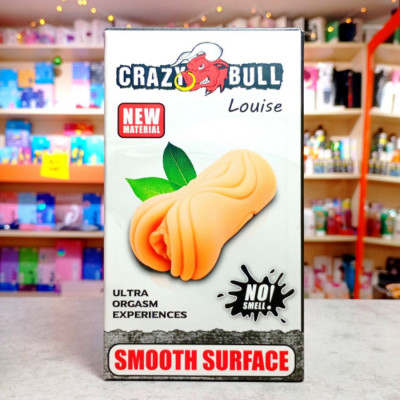 CRAZY BULL
Louise
NEW
MATERIAL
ULTRA
ORGASM
EXPERIENCES
NO!
SMELL!
SMOOTH SURFACE